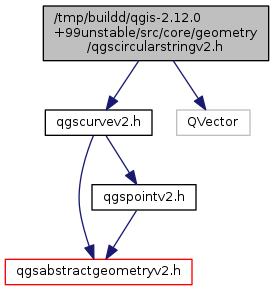 /tmp/buildd/qgis-2.12.0
+99unstable/src/core/geometry
/qgscircularstringv2.h
qgscurvev2.h
QVector
qgspointv2.h
qgsabstractgeometryv2.h